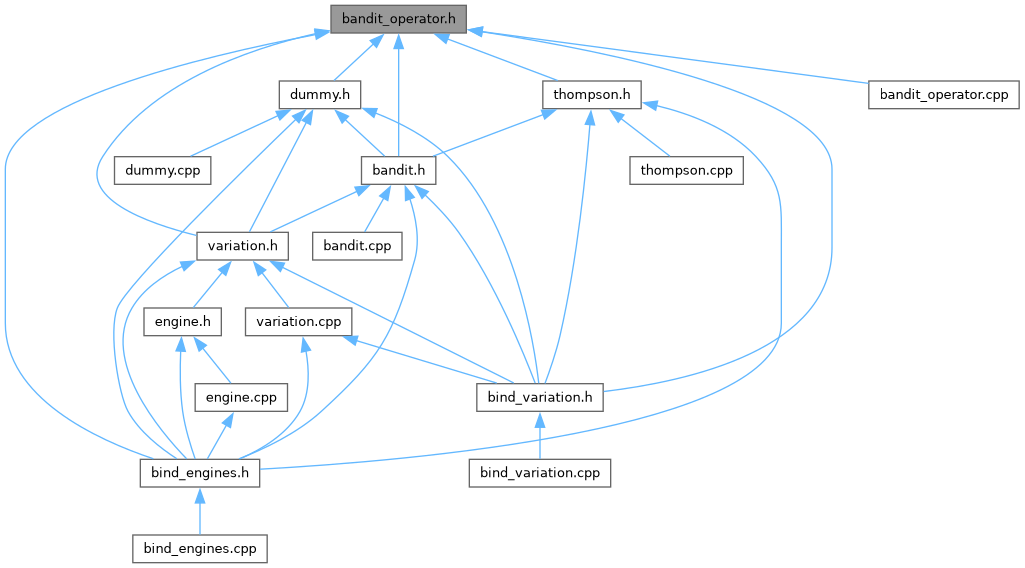 bandit_operator.h
dummy.h
thompson.h
bandit_operator.cpp
dummy.cpp
bandit.h
thompson.cpp
variation.h
bandit.cpp
engine.h
variation.cpp
engine.cpp
bind_variation.h
bind_engines.h
bind_variation.cpp
bind_engines.cpp